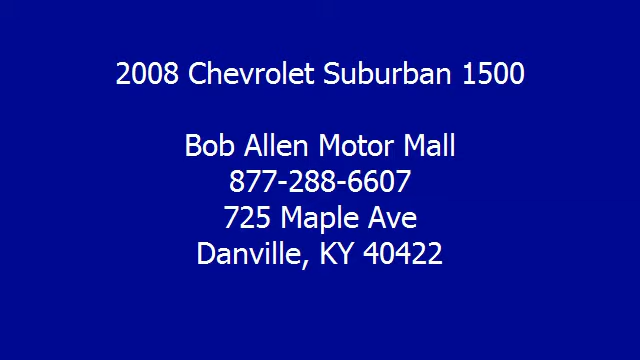 2008 Chevrolet Suburban 1500
Bob Allen Motor Mall
877-288-6607
725 Maple Ave
Danville, KY 40422